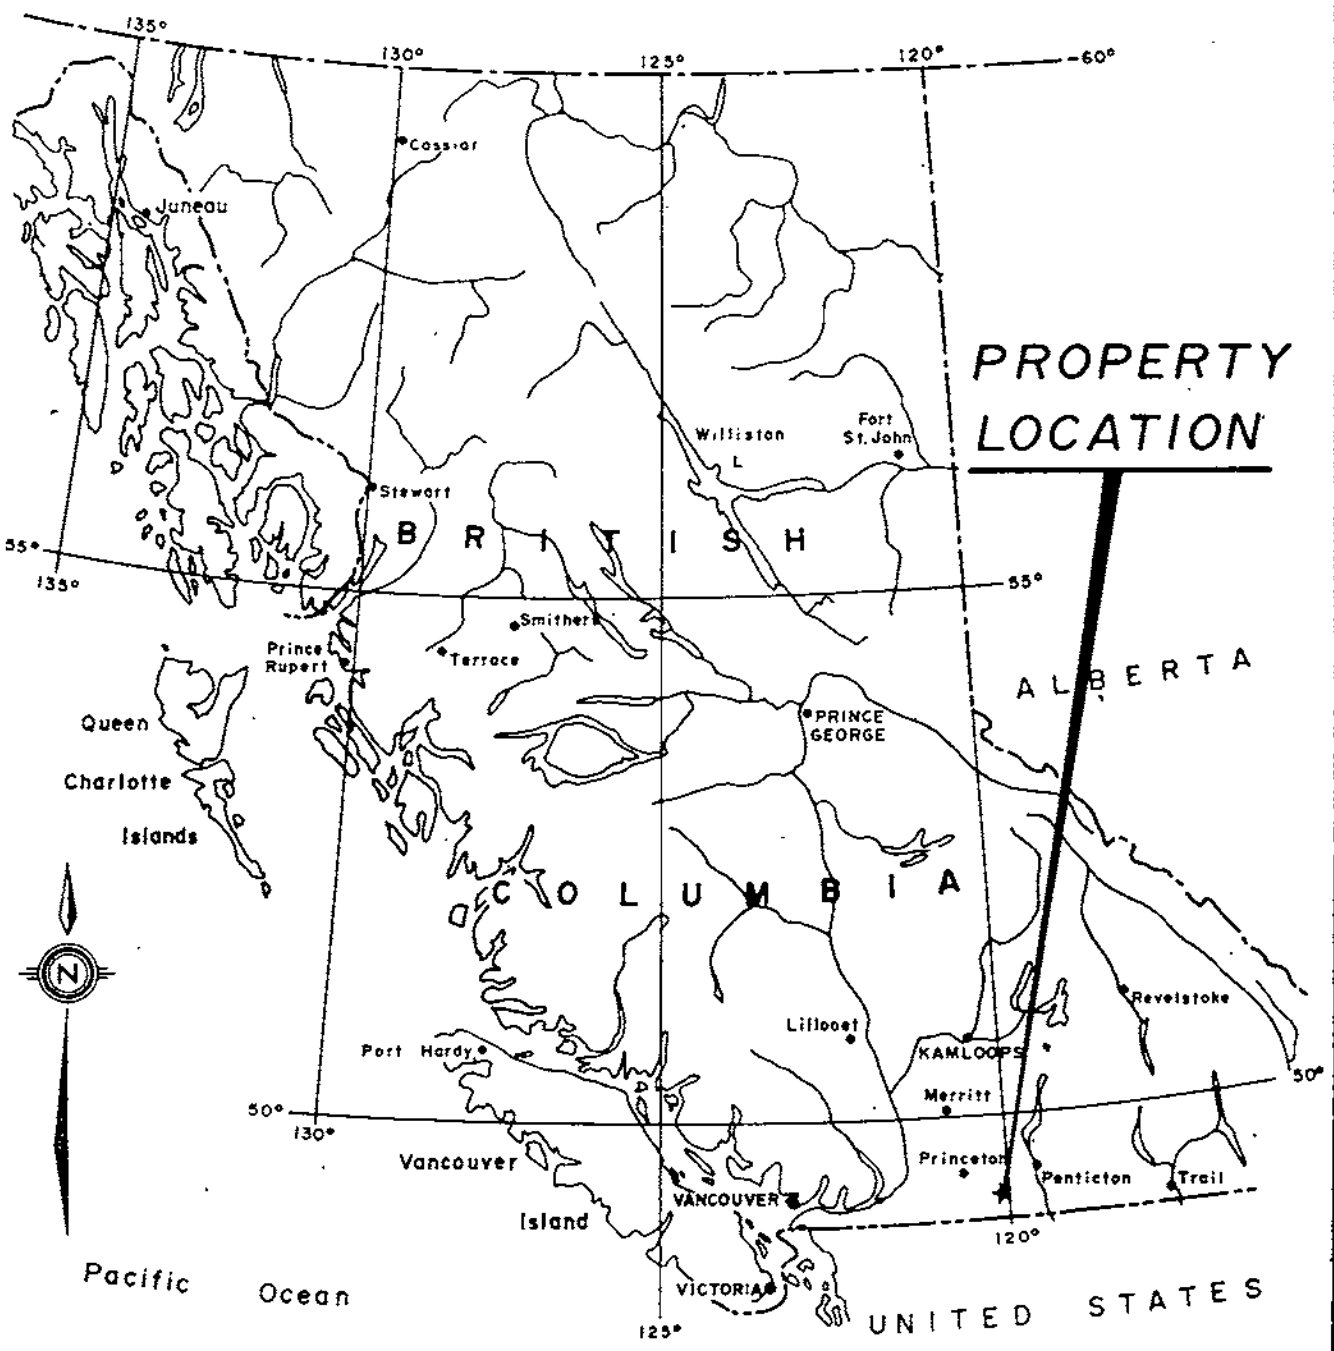 135°
130°
125°
120°
60°
Cassiar
Juneau
PROPERTY
LOCATION
Fort
St. John
Williston
L
Stewart
BRITISH
55°
135°
55°
Smithers
Prince
Rupert
Terrace
ALBERTA
Queen
PRINCE
GEORGE
Charlotte
Islands
COLUMBIA
N
Revelstoke
Lillooet
Port Hardy
KAMLOOPS
50°
Merritt
50°
130°
Vancouver
Princeton
Penticton
Trail
VANCOUVER
Island
120°
Pacific Ocean
VICTORIA
UNITED STATES
125°